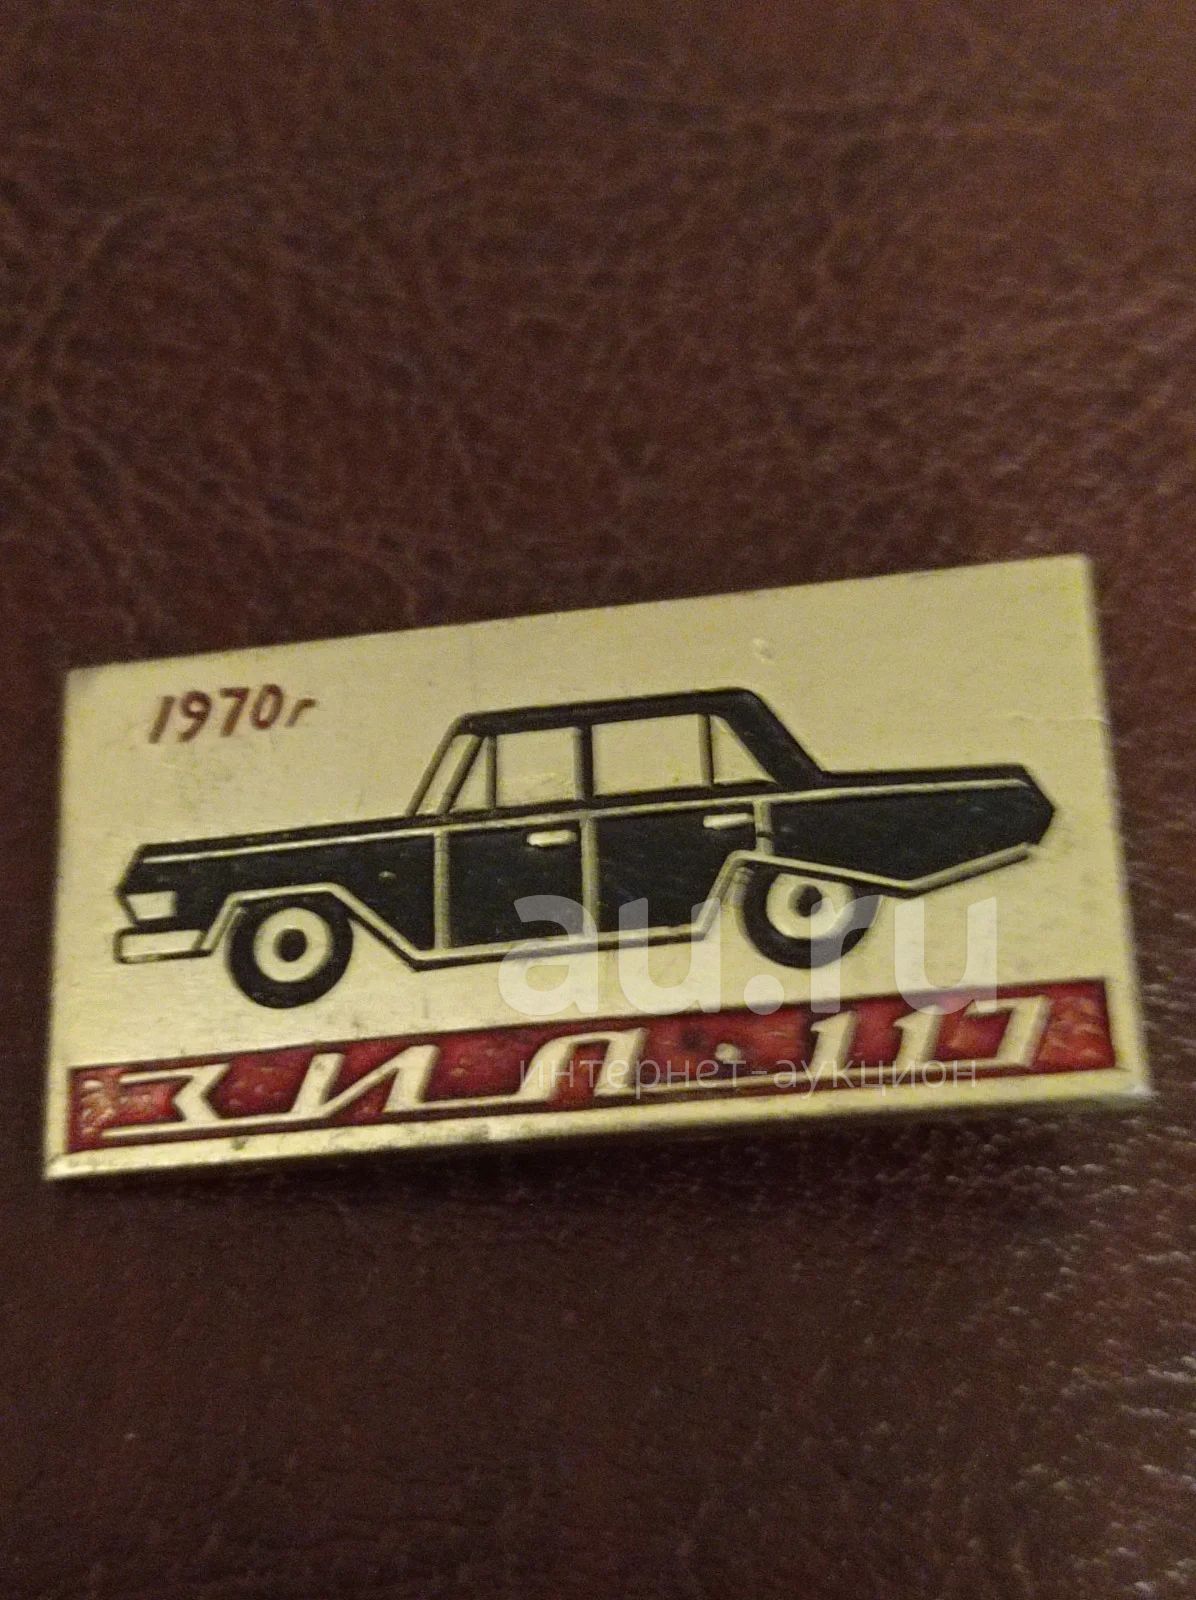 1970г
au.ru
ЗИЛ·117
интернет-аукцион